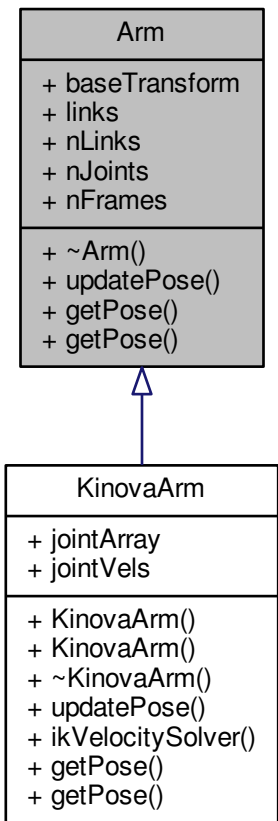 Arm
+ baseTransform
+ links
+ nLinks
+ nJoints
+ nFrames
+ ~Arm()
+ updatePose()
+ getPose()
+ getPose()
KinovaArm
+ jointArray
+ jointVels
+ KinovaArm()
+ KinovaArm()
+ ~KinovaArm()
+ updatePose()
+ ikVelocitySolver()
+ getPose()
+ getPose()